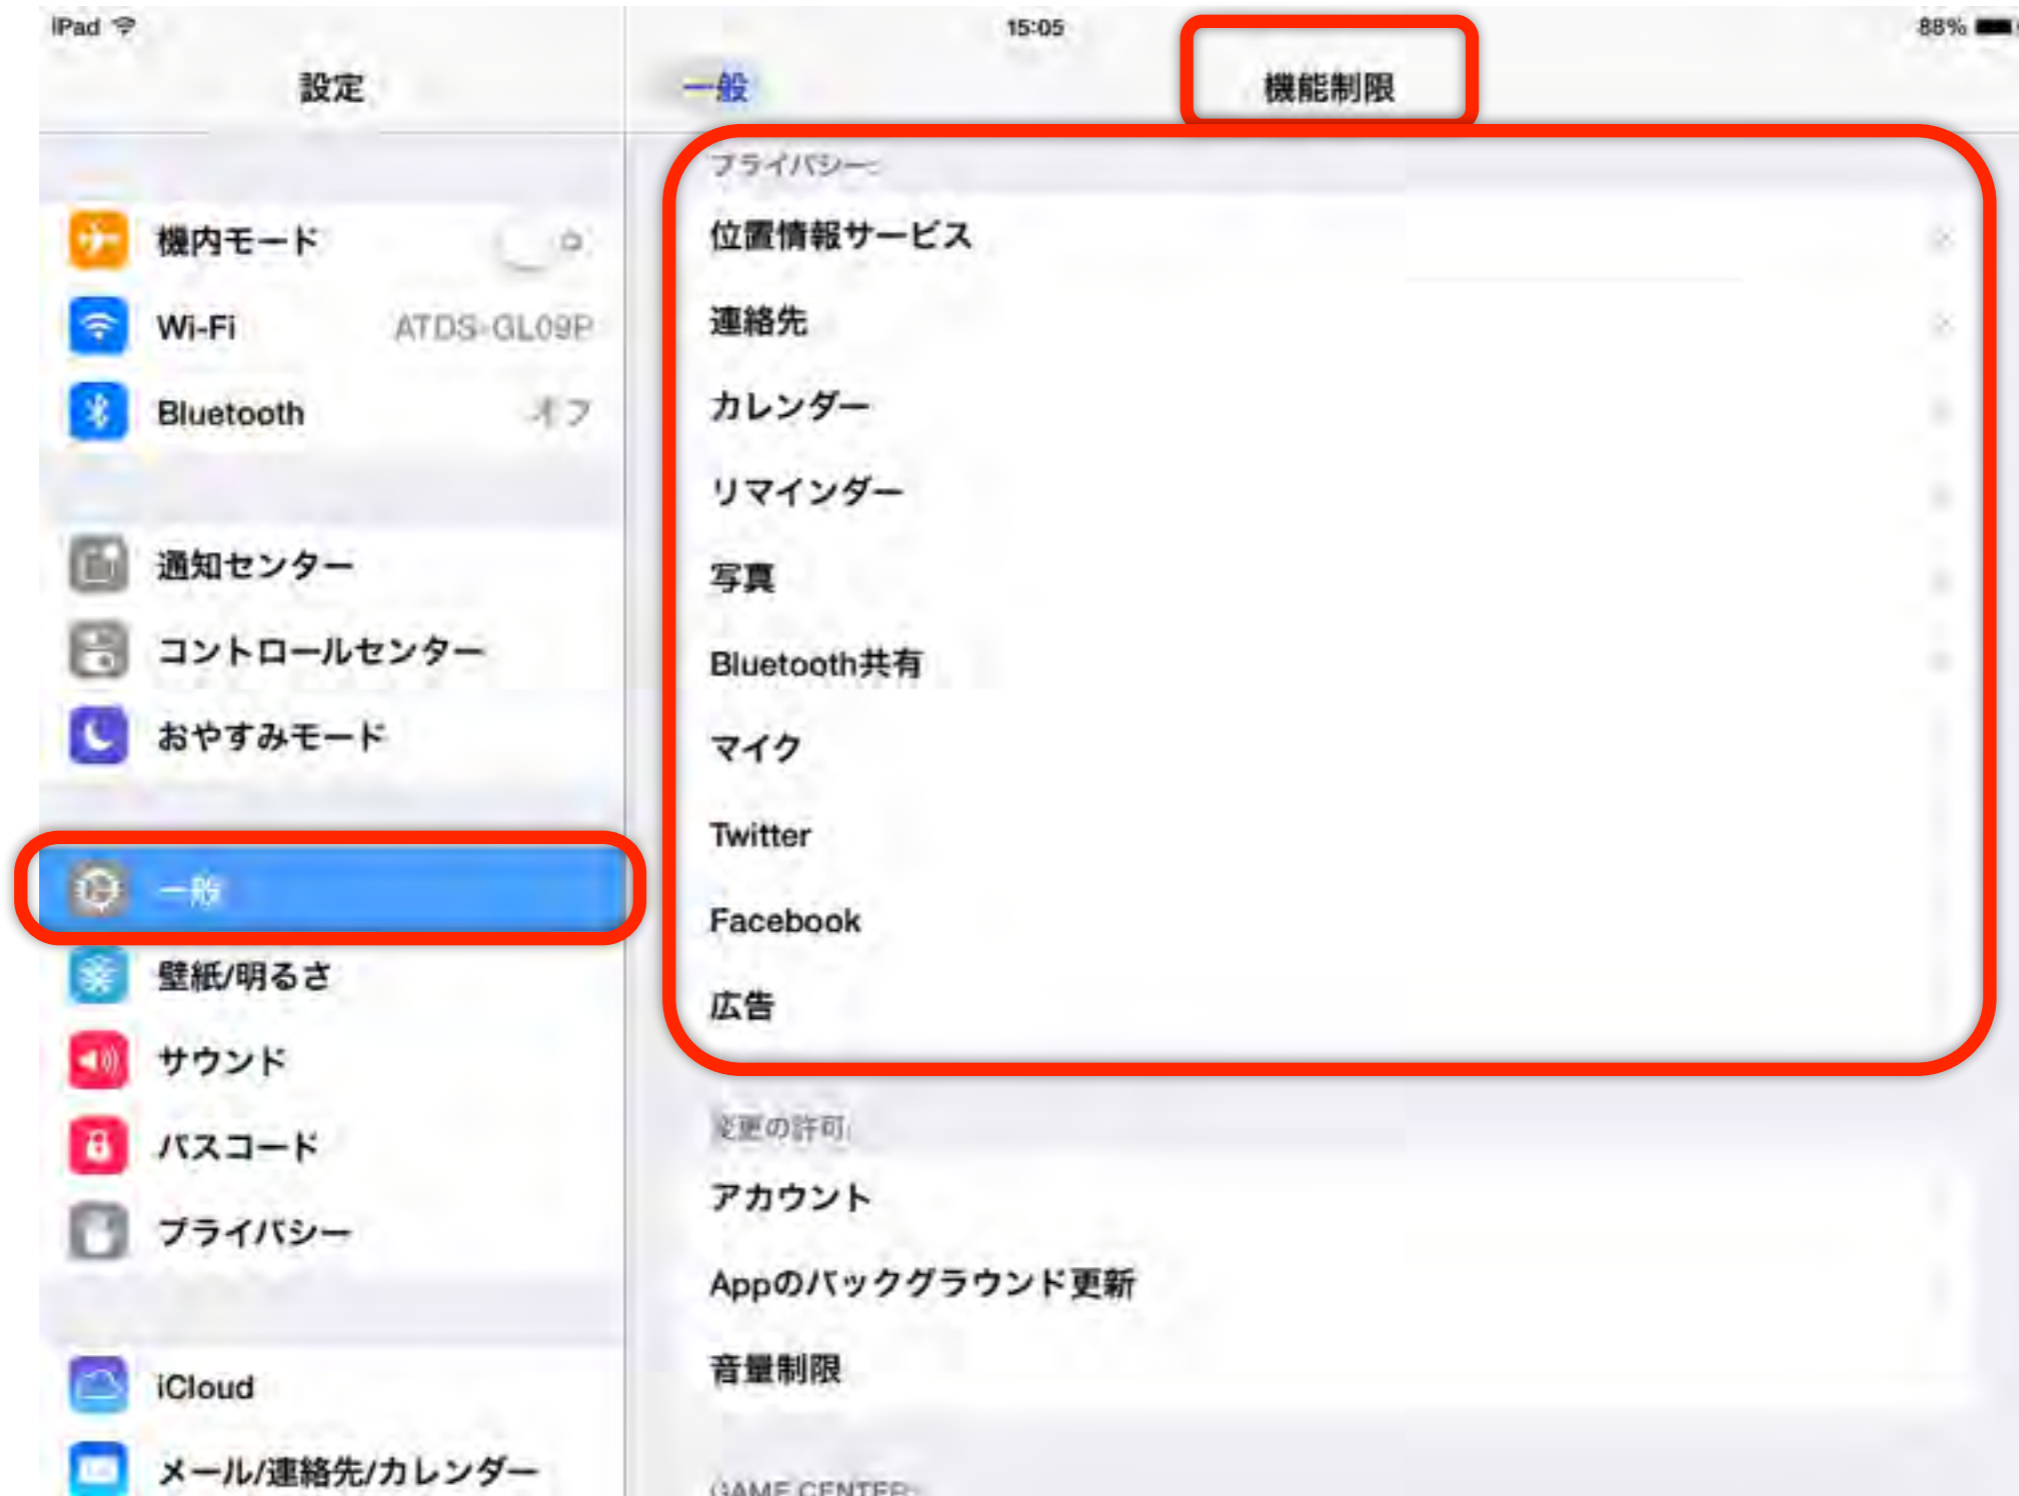 iPad
15:05
88%
設定
機内モード
Wi-Fi ATDS-GL09P
Bluetooth オフ
通知センター
コントロールセンター
おやすみモード
一般
壁紙/明るさ
サウンド
パスコード
プライバシー
iCloud
メール/連絡先/カレンダー
一般
機能制限
プライバシー:
位置情報サービス
連絡先
カレンダー
リマインダー
写真
Bluetooth共有
マイク
Twitter
Facebook
広告
変更の許可:
アカウント
Appのバックグラウンド更新
音量制限
GAME CENTER: